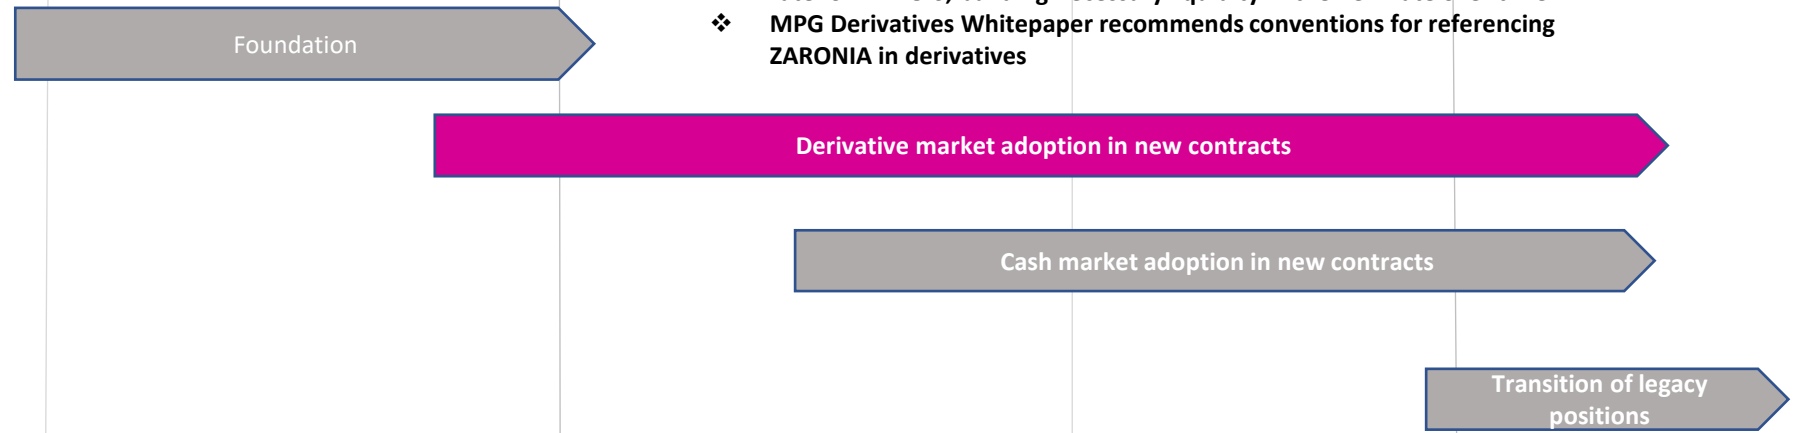 ❖ MPG Derivatives Whitepaper recommends conventions for referencing
ZARONIA in derivatives
Foundation
Derivative market adoption in new contracts
Cash market adoption in new contracts
Transition of legacy
positions